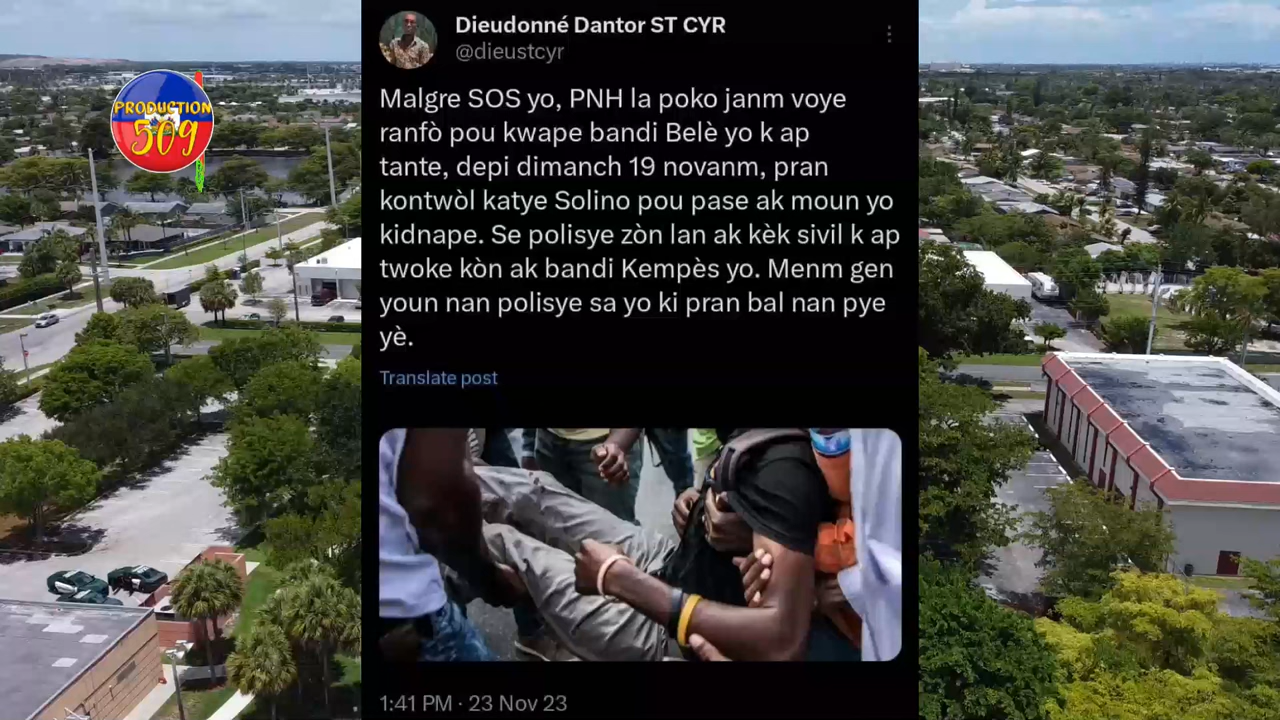 PRODUCTION
509
Dieudonné Dantor ST CYR
@dieustcyr
Malgre SOS yo, PNH la poko janm voye
ranfò pou kwape bandi Belè yo k ap
tante, depi dimanch 19 novanm, pran
kontwòl katye Solino pou pase ak moun yo
kidnape. Se polisye zòn lan ak kèk sivil k ap
twoke kòn ak bandi Kempès yo. Menm gen
youn nan polisye sa yo ki pran bal nan pye
yè.
Translate post
1:41 PM · 23 Nov 23